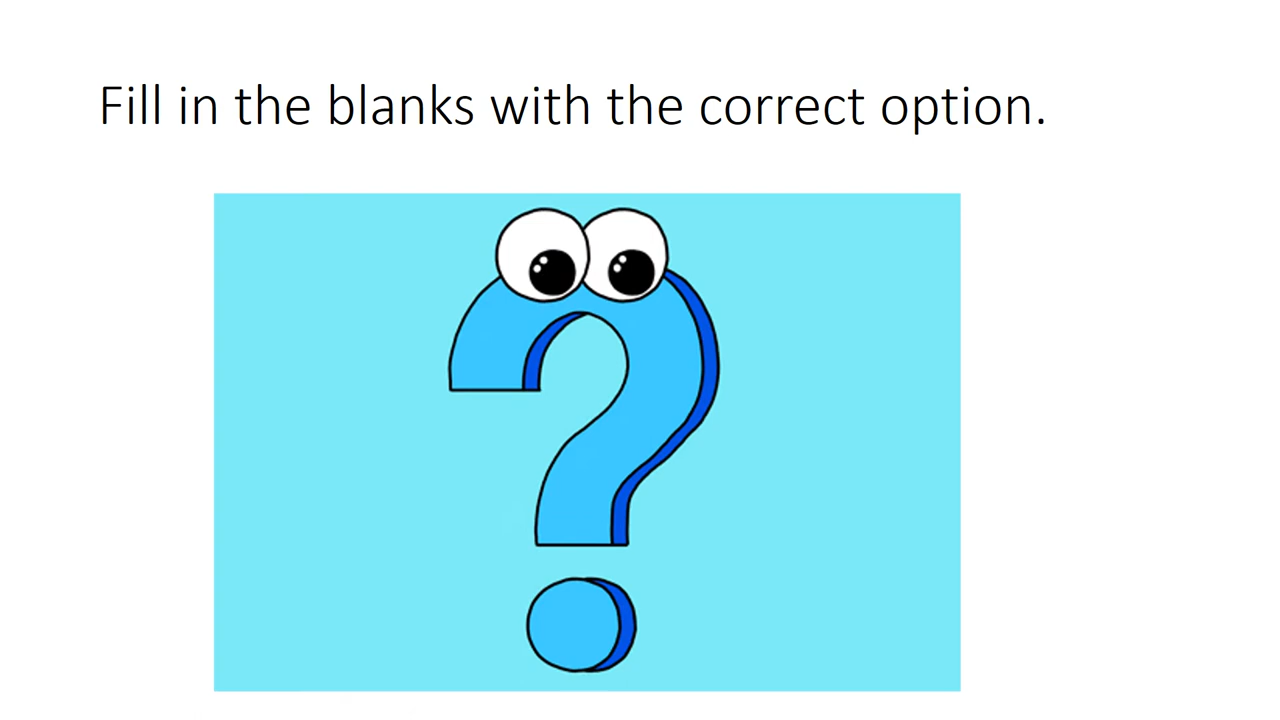 Fill in the blanks with the correct option.